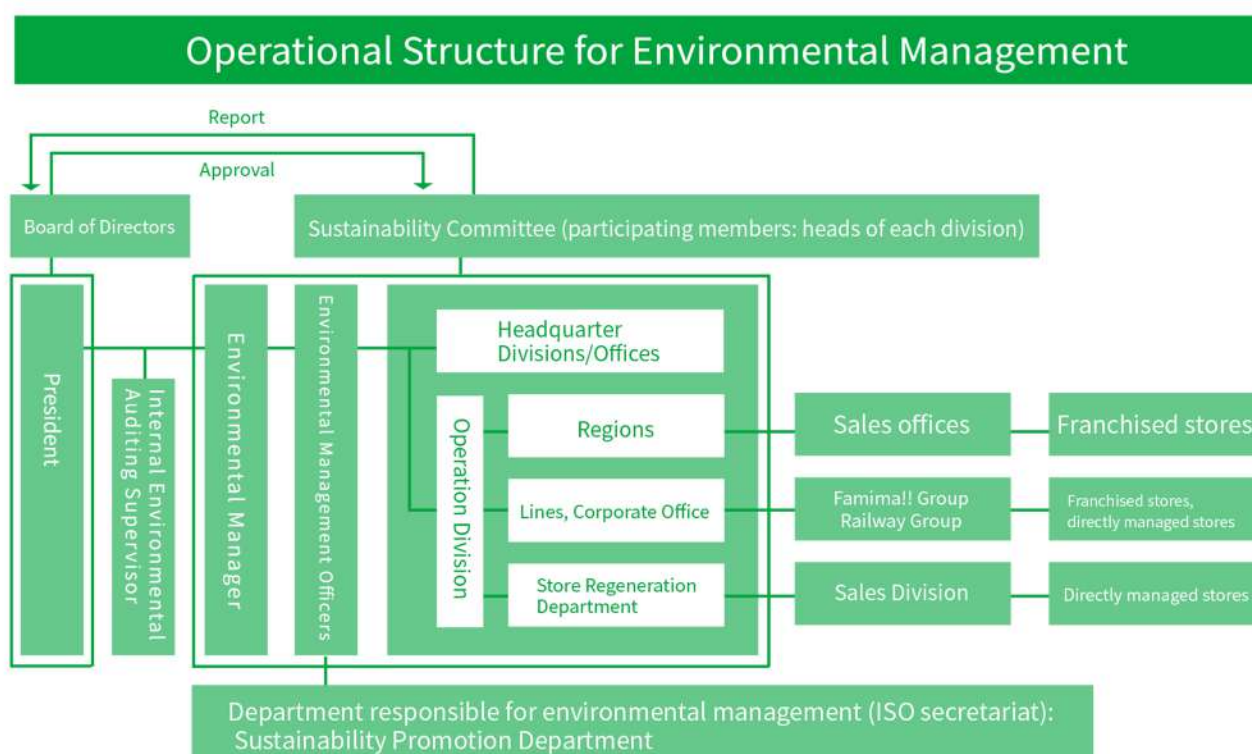 Operational Structure for Environmental Management
Report
Approval
Board of Directors
Sustainability Committee (participating members: heads of each division)
President
Internal Environmental
Auditing Supervisor
Environmental Manager
Environmental Management Officers
Headquarter
Divisions/Offices
Operation Division
Regions
Sales offices
Franchised stores
Lines, Corporate Office
Famima!! Group
Railway Group
Franchised stores,
directly managed stores
Store Regeneration
Department
Sales Division
Directly managed stores
Department responsible for environmental management (ISO secretariat):
Sustainability Promotion Department